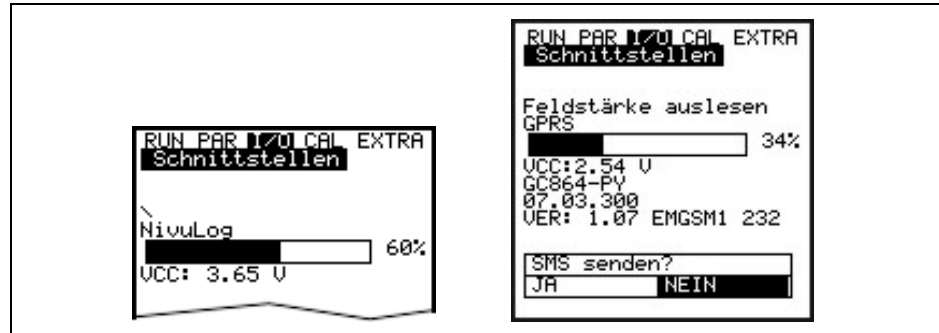 RUN PAR I/O CAL EXTRA
Schnittstellen
\
NivuLog
60%
VCC: 3.65 V
RUN PAR I/O CAL EXTRA
Schnittstellen
Feldstärke auslesen
GPRS
34%
VCC:2.54 V
GC864-PY
07.03.300
VER: 1.07 EMGSM1 232
SMS senden?
JA NEIN